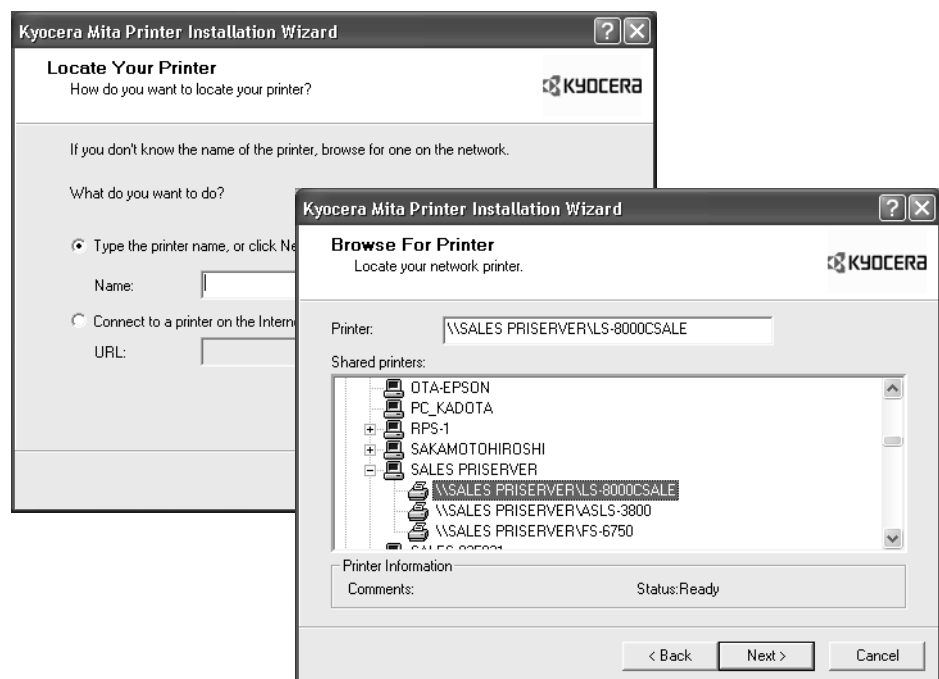 Kyocera Mita Printer Installation Wizard
Locate Your Printer
How do you want to locate your printer?
KYOCERA
If you don't know the name of the printer, browse for one on the network.
What do you want to do?
Type the printer name, or click Ne
Name:
Connect to a printer on the Intern
URL:
Kyocera Mita Printer Installation Wizard
Browse For Printer
Locate your network printer.
KYOCERA
Printer: \\SALES PRISERVER\LS-8000CSALE
Shared printers:
OTA-EPSON
PC_KADOTA
RPS-1
SAKAMOTOHIROSHI
SALES PRISERVER
\\SALES PRISERVER\LS-8000CSALE
\\SALES PRISERVER\ASLS-3800
\\SALES PRISERVER\FS-6750
Printer Information
Comments: Status:Ready
< Back Next > Cancel